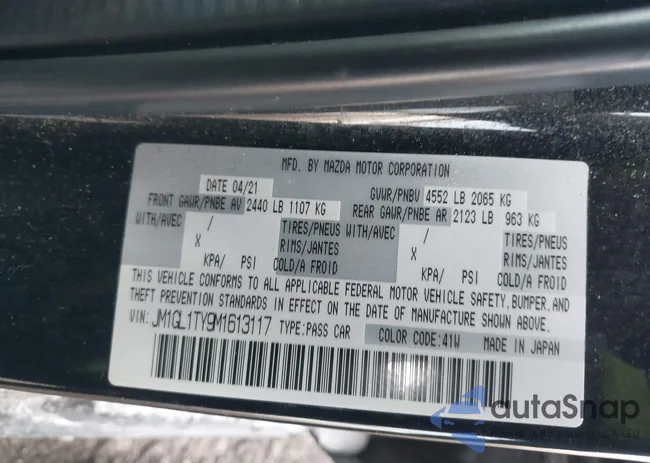 MFD. BY MAZDA MOTOR CORPORATION
DATE 04/21 GVWR/PNBV 4552 LB 2065 KG
FRONT GAWR/PNBE AV 2440 LB 1107 KG REAR GAWR/PNBE AR 2123 LB 963 KG
WITH/AVEC / TIRES/PNEUS WITH/AVEC / TIRES/PNEUS
X RIMS/JANTES X RIMS/JANTES
KPA/ PSI COLD/A FROID KPA/ PSI COLD/A FROID
THIS VEHICLE CONFORMS TO ALL APPLICABLE FEDERAL MOTOR VEHICLE SAFETY, BUMPER, AND
THEFT PREVENTION STANDARDS IN EFFECT ON THE DATE OF MANUFACTURE SHOWN ABOVE.
VIN: JM1GL1TY9M1613117 TYPE: PASS CAR COLOR CODE: 41W MADE IN JAPAN
autaSnap